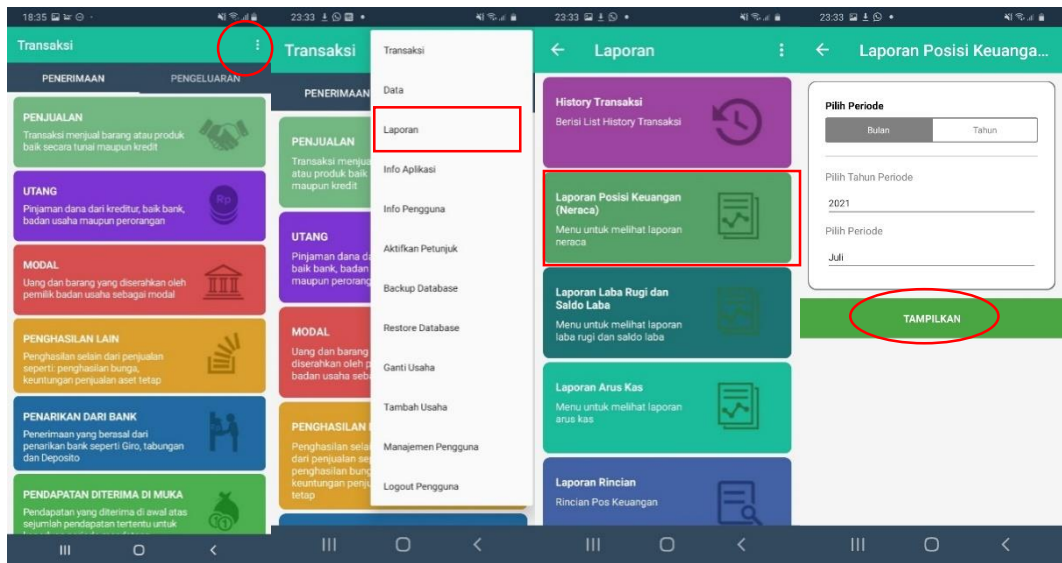 18:35
Transaksi
PENERIMAAN
PENGELUARAN
PENJUALAN
Transaksi menjual barang atau produk
baik secara tunai maupun kredit
UTANG
Pinjaman dana dari kreditur, baik bank,
badan usaha maupun perorangan
Rp
MODAL
Uang dan barang yang diserahkan oleh
pemilik badan usaha sebagai modal
PENGHASILAN LAIN
Penghasilan selain dari penjualan
seperti: penghasilan bunga,
keuntungan penjualan aset tetap
PENARIKAN DARI BANK
Penerimaan yang berasal dari
penarikan bank seperti Giro, tabungan
dan Deposito
PENDAPATAN DITERIMA DI MUKA
Pendapatan yang diterima di awal atas
sejumlah pendapatan tertentu untuk
23:33
Transaksi
PENERIMAAN
PENJUALAN
Transaksi menjua
atau produk baik
maupun kredit
UTANG
Pinjaman dana da
baik bank, badan
maupun perorang
MODAL
Uang dan barang
diserahkan oleh p
badan usaha seba
PENGHASILAN
Penghasilan selai
dari penjualan sep
penghasilan bung
keuntungan penju
tetap
Transaksi
Data
Laporan
Info Aplikasi
Info Pengguna
Aktifkan Petunjuk
Backup Database
Restore Database
Ganti Usaha
Tambah Usaha
Manajemen Pengguna
Logout Pengguna
23:33
Laporan
History Transaksi
Berisi List History Transaksi
Laporan Posisi Keuangan
(Neraca)
Menu untuk melihat laporan
neraca
Laporan Laba Rugi dan
Saldo Laba
Menu untuk melihat laporan
laba rugi dan saldo laba
Laporan Arus Kas
Menu untuk melihat laporan
arus kas
Laporan Rincian
Rincian Pos Keuangan
23:33
Laporan Posisi Keuanga...
Pilih Periode
Bulan
Tahun
Pilih Tahun Periode
2021
Pilih Periode
Juli
TAMPILKAN